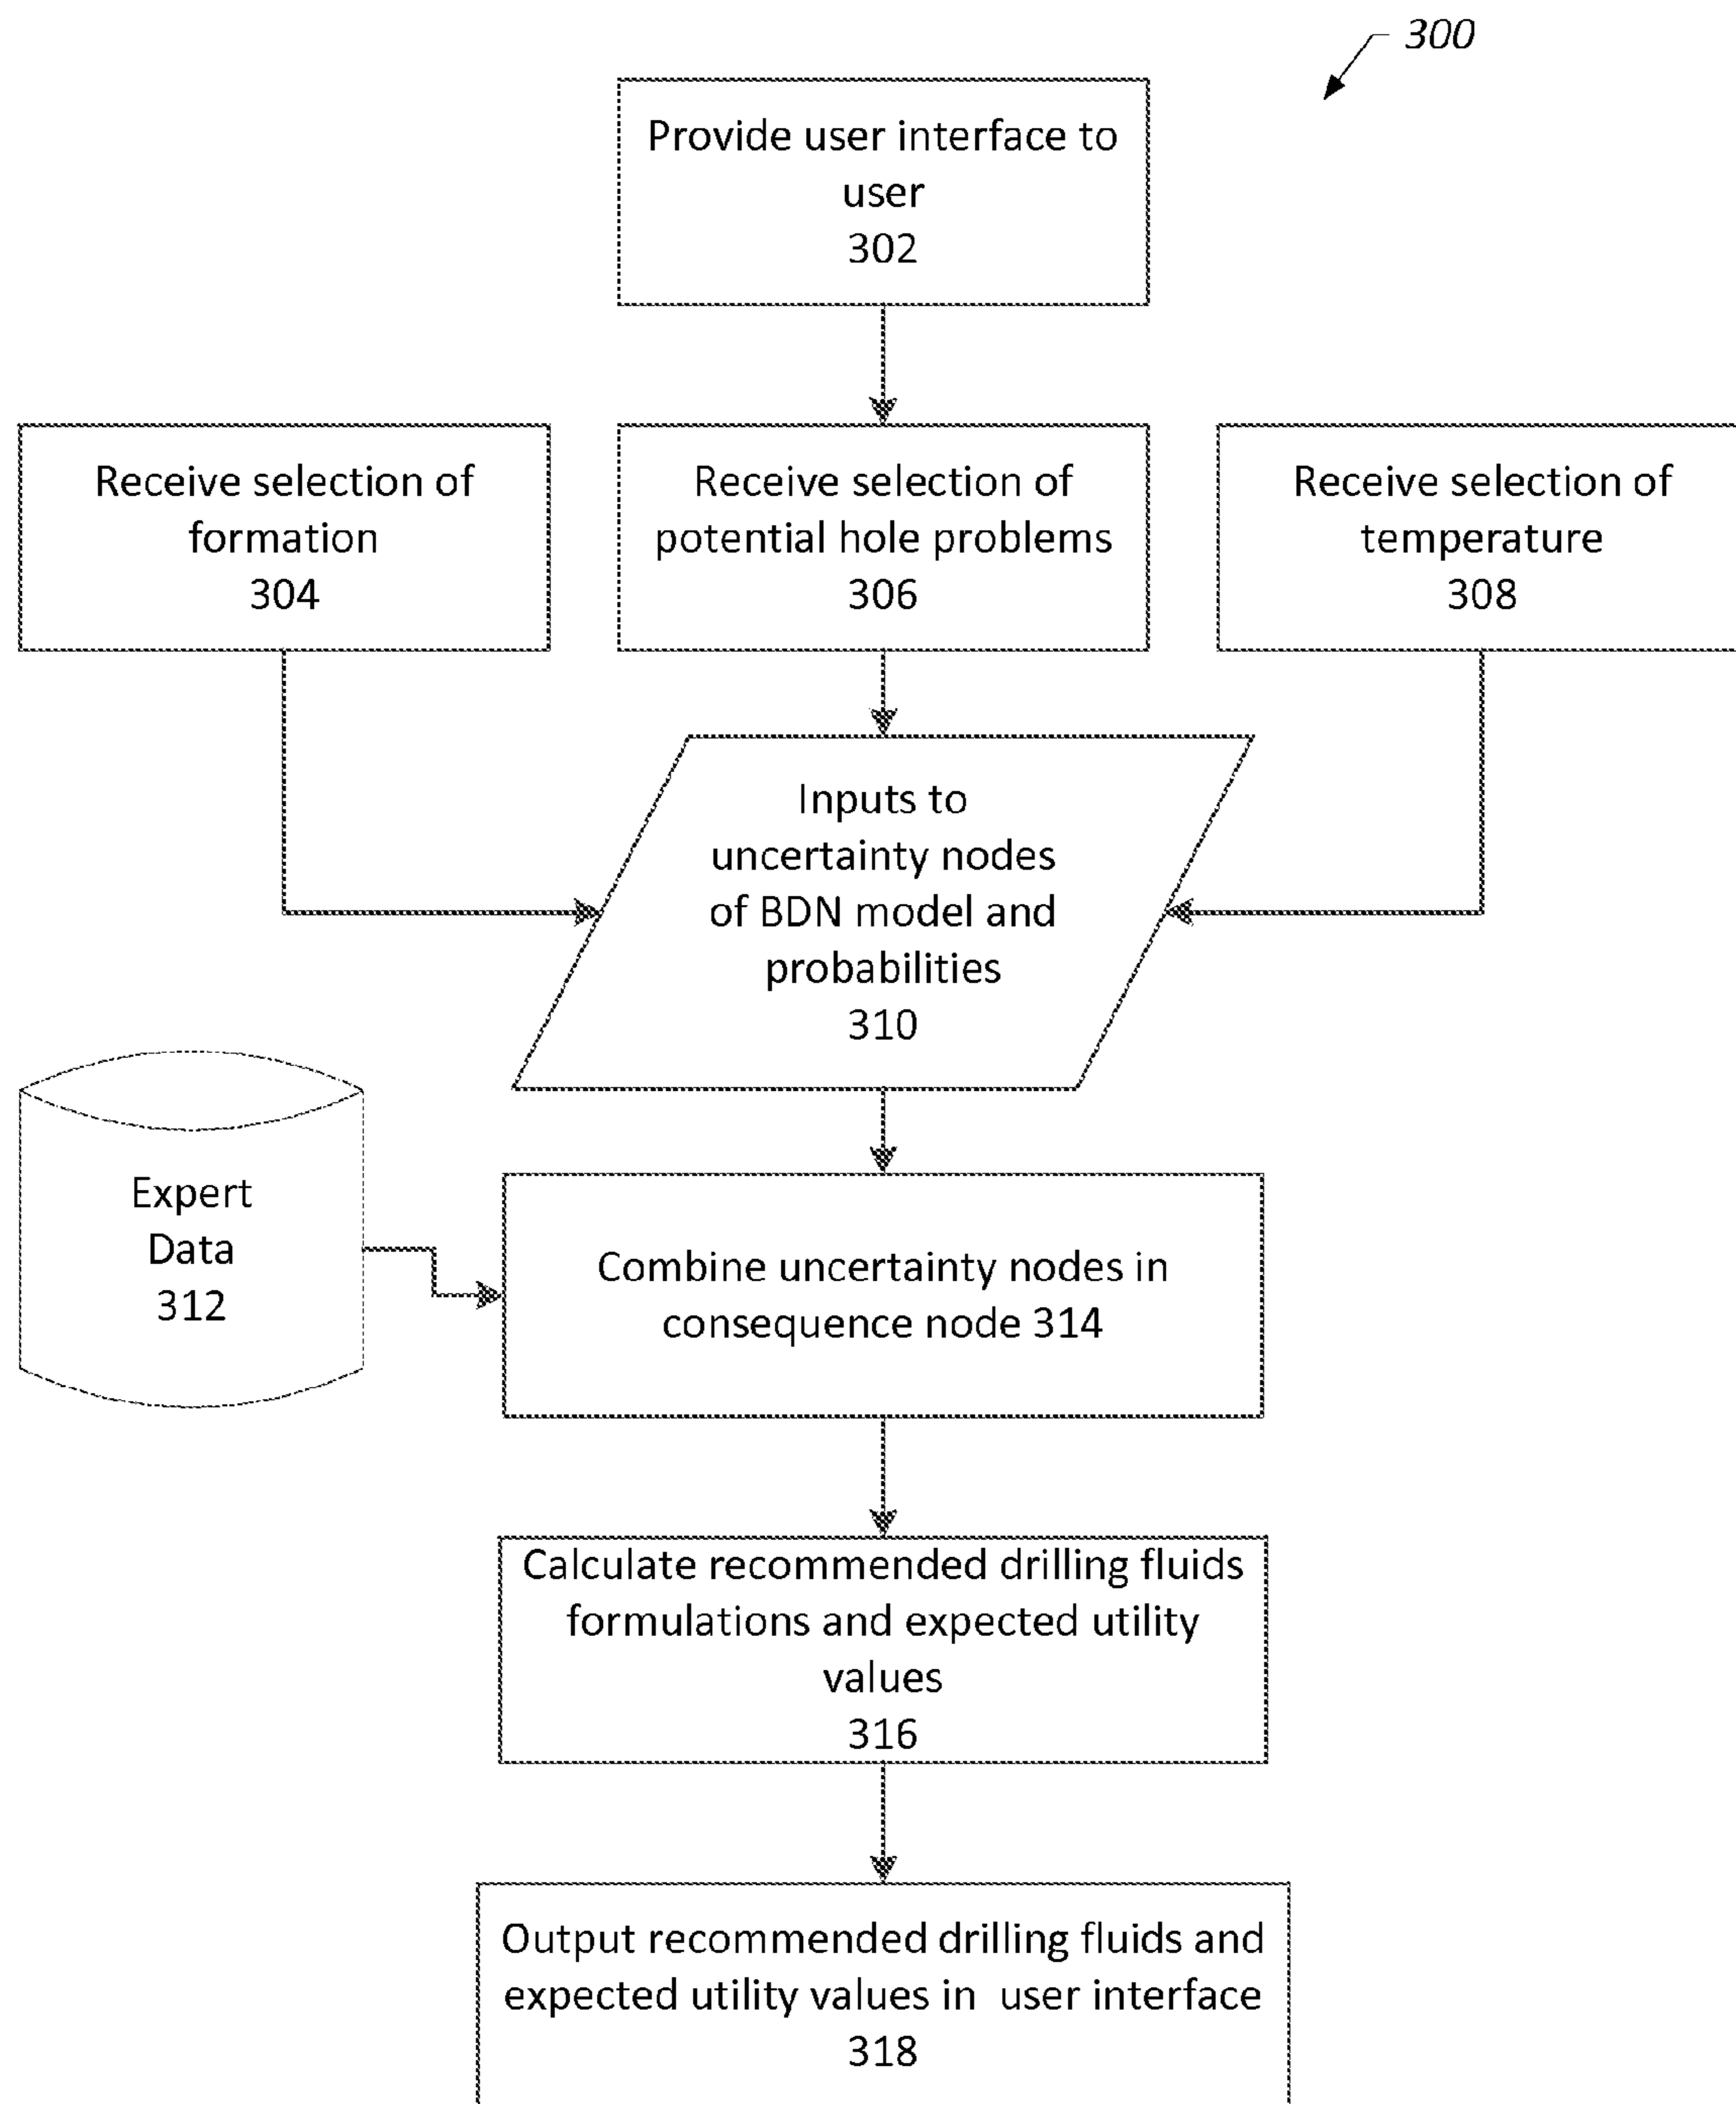 300
Provide user interface to
user
302
Receive selection of
formation
304
Receive selection of
potential hole problems
306
Receive selection of
temperature
308
Inputs to
uncertainty nodes
of BDN model and
probabilities
310
Expert
Data
312
Combine uncertainty nodes in
consequence node 314
Calculate recommended drilling fluids
formulations and expected utility
values
316
Output recommended drilling fluids and
expected utility values in user interface
318